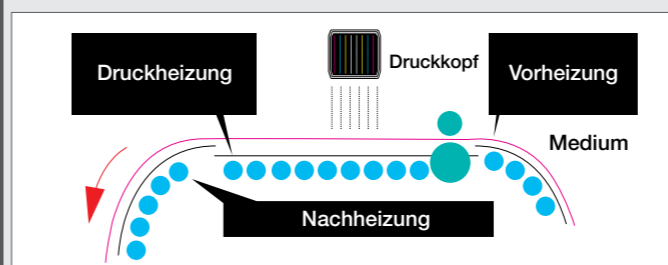 Druckheizung
Druckkopf
Vorheizung
Medium
Nachheizung